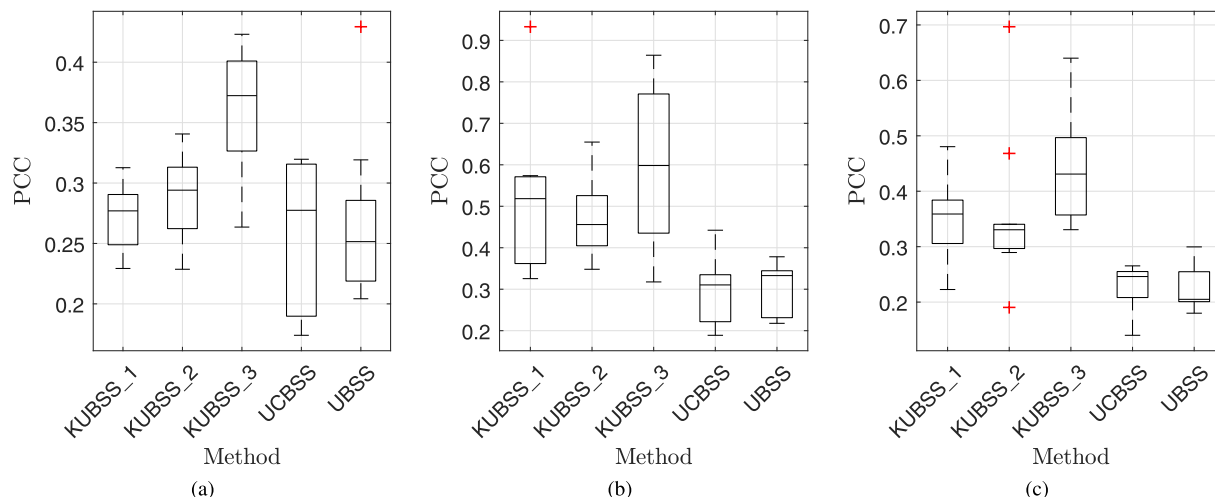 0.4
0.35
0.3
0.25
0.2
PCC
KUBSS_1
KUBSS_2
KUBSS_3
UCBSS
UBSS
Method
(a)
0.9
0.8
0.7
0.6
0.5
0.4
0.3
0.2
PCC
KUBSS_1
KUBSS_2
KUBSS_3
UCBSS
UBSS
Method
(b)
0.7
0.6
0.5
0.4
0.3
0.2
PCC
KUBSS_1
KUBSS_2
KUBSS_3
UCBSS
UBSS
Method
(c)